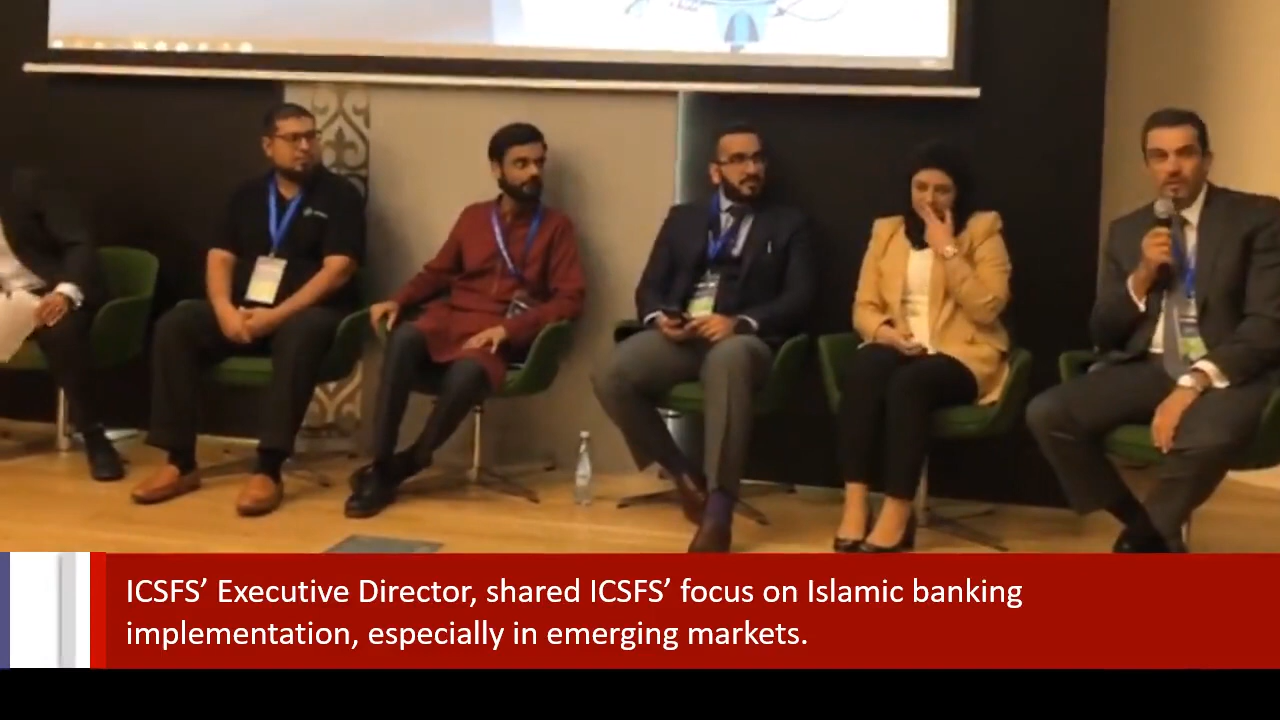 ICSFS’ Executive Director, shared ICSFS’ focus on Islamic banking
implementation, especially in emerging markets.